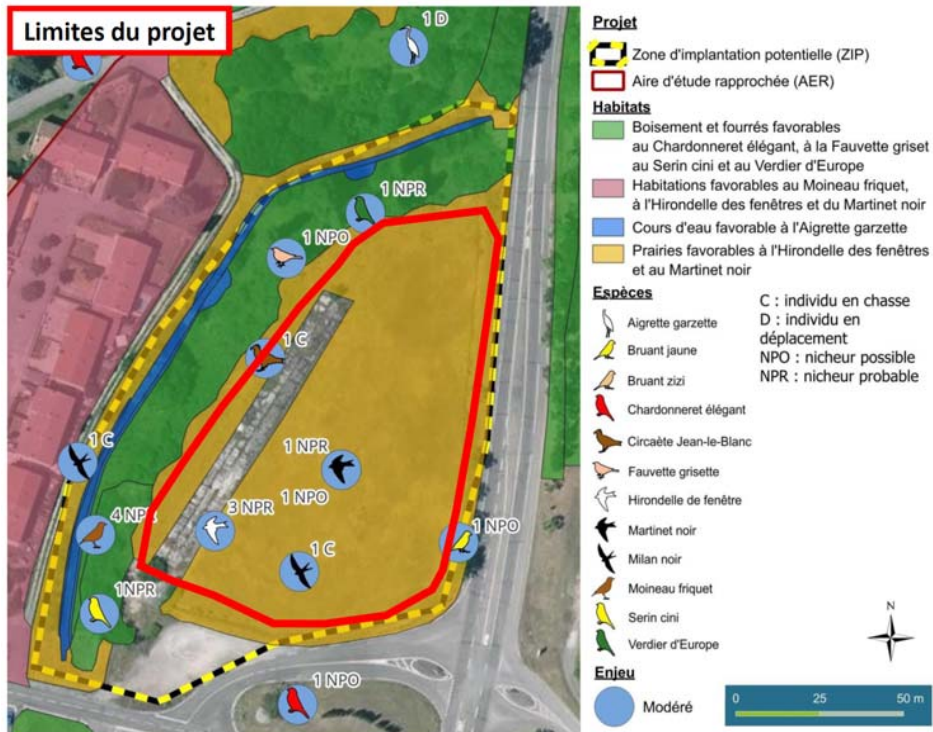 Limites du projet
1 D
1 NPR
1 NPO
1 C
1 C
1 NPR
1 NPO
4 NPR
3 NPR
1 NPO
1 C
1NPR
1 NPO
Projet
Zone d'implantation potentielle (ZIP)
Aire d'étude rapprochée (AER)
Habitats
Boisement et fourrés favorables
au Chardonneret élégant, à la Fauvette griset
au Serin cini et au Verdier d'Europe
Habitations favorables au Moineau friquet,
à l'Hirondelle des fenêtres et du Martinet noir
Cours d'eau favorable à l'Aigrette garzette
Prairies favorables à l'Hirondelle des fenêtres
et au Martinet noir
Espèces
Aigrette garzette
Bruant jaune
Bruant zizi
Chardonneret élégant
Circaète Jean-le-Blanc
Fauvette grisette
Hirondelle de fenêtre
Martinet noir
Milan noir
Moineau friquet
Serin cini
Verdier d'Europe
C : individu en chasse
D : individu en
déplacement
NPO : nicheur possible
NPR : nicheur probable
N
Enjeu
Modéré
0 25 50 m